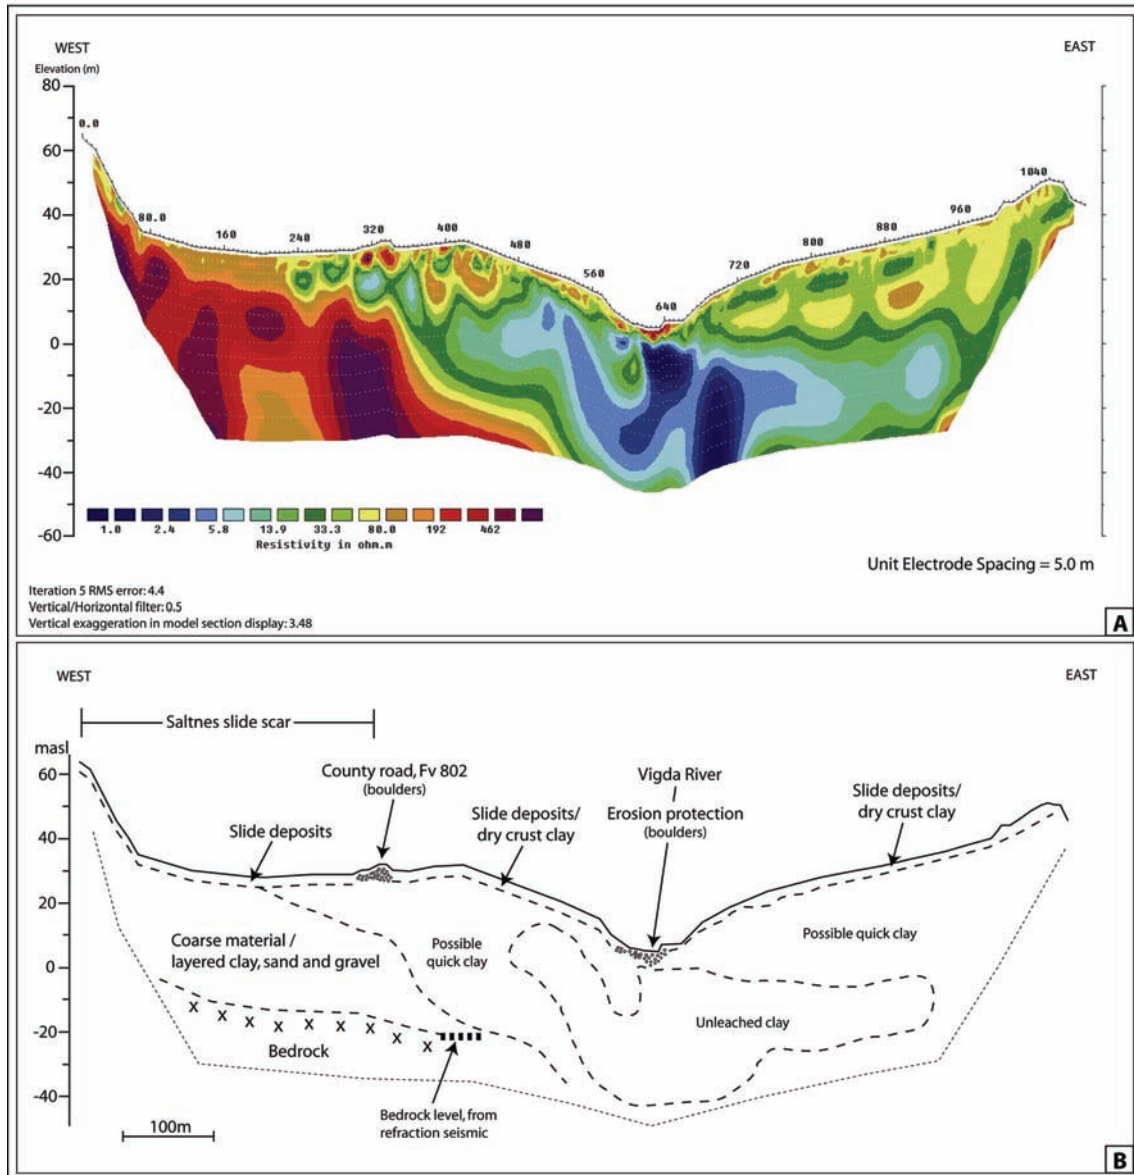 WEST
EAST
Elevation (m)
80
60
40
20
0
-20
-40
-60
0.0
80.0
160
240
320
400
480
560
640
720
800
880
960
1040
1.0 2.4 5.8 13.9 33.3 80.0 192 462
Resistivity in ohm.m
Unit Electrode Spacing = 5.0 m
Iteration 5 RMS error: 4.4
Vertical/Horizontal filter: 0.5
Vertical exaggeration in model section display: 3.48
A
WEST
EAST
Saltnes slide scar
masl
60
40
20
0
-20
-40
County road, Fv 802
(boulders)
Vigda River
Erosion protection
(boulders)
Slide deposits/
dry crust clay
Slide deposits
Slide deposits/
dry crust clay
Coarse material /
layered clay, sand and gravel
Possible
quick clay
Possible quick clay
Unleached clay
X X X X X X X X X
Bedrock
Bedrock level, from
refraction seismic
100m
B